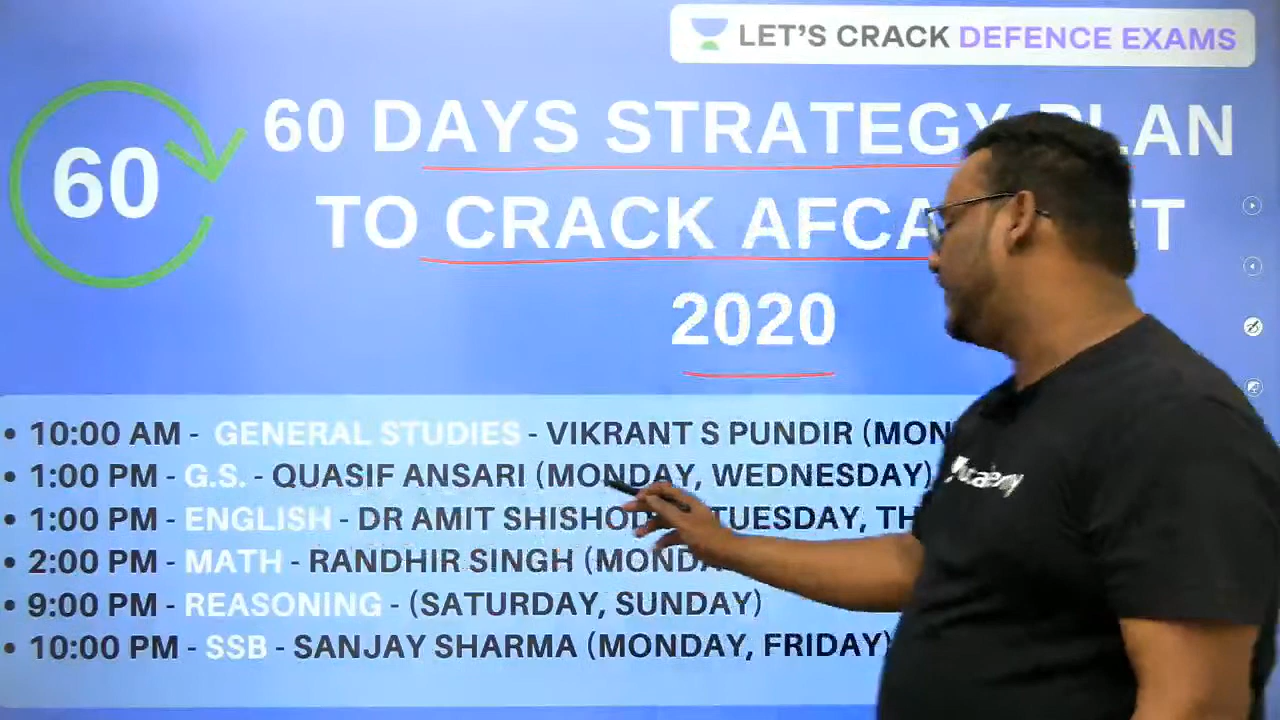 LET'S CRACK DEFENCE EXAMS
60
60 DAYS STRATEGY PLAN
TO CRACK AFCA
2020
• 10:00 AM - GENERAL STUDIES - VIKRANT S PUNDIR (MON
• 1:00 PM - G.S. - QUASIF ANSARI (MONDAY, WEDNESDAY)
• 1:00 PM - ENGLISH - DR AMIT SHISHOD TUESDAY, TH
• 2:00 PM - MATH - RANDHIR SINGH (MONDA
• 9:00 PM - REASONING - (SATURDAY, SUNDAY)
• 10:00 PM - SSB - SANJAY SHARMA (MONDAY, FRIDAY)